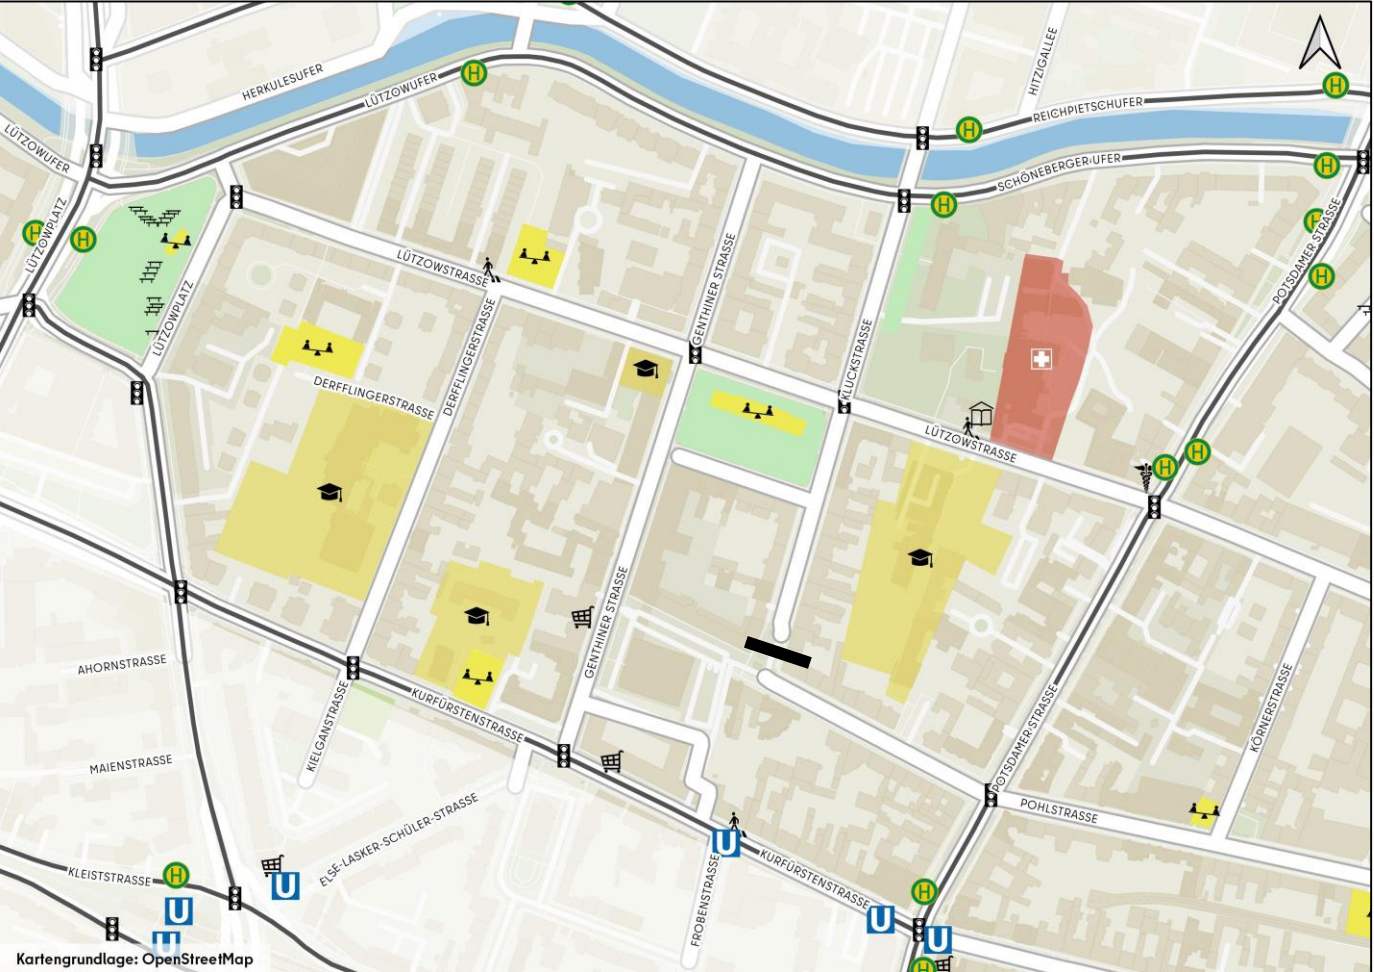 HITZIGALLEE
HERKULESUFER
LÜTZOWUFER
H
H
REICHPIETSCHUFER
H
LÜTZOWUFER
SCHÖNEBERGER UFER
H
H
LÜTZOWPLATZ
H
H
H
POTSDAMER STRASSE
H
LÜTZOWSTRASSE
GENTHINER STRASSE
LÜTZOWPLATZ
DERFFLINGERSTRASSE
KLUCKSTRASSE
DERFFLINGERSTRASSE
LÜTZOWSTRASSE
H
H
GENTHINER STRASSE
AHORNSTRASSE
KIELGANSTRASSE
KURFÜRSTENSTRASSE
POTSDAMER STRASSE
KÖRNERSTRASSE
MAIENSTRASSE
POHLSTRASSE
ELSE-LASKER-SCHÜLER-STRASSE
U
KURFÜRSTENSTRASSE
KLEISTSTRASSE
H
U
H
U
FROBENSTRASSE
U
U
U
H
Kartengrundlage: OpenStreetMap